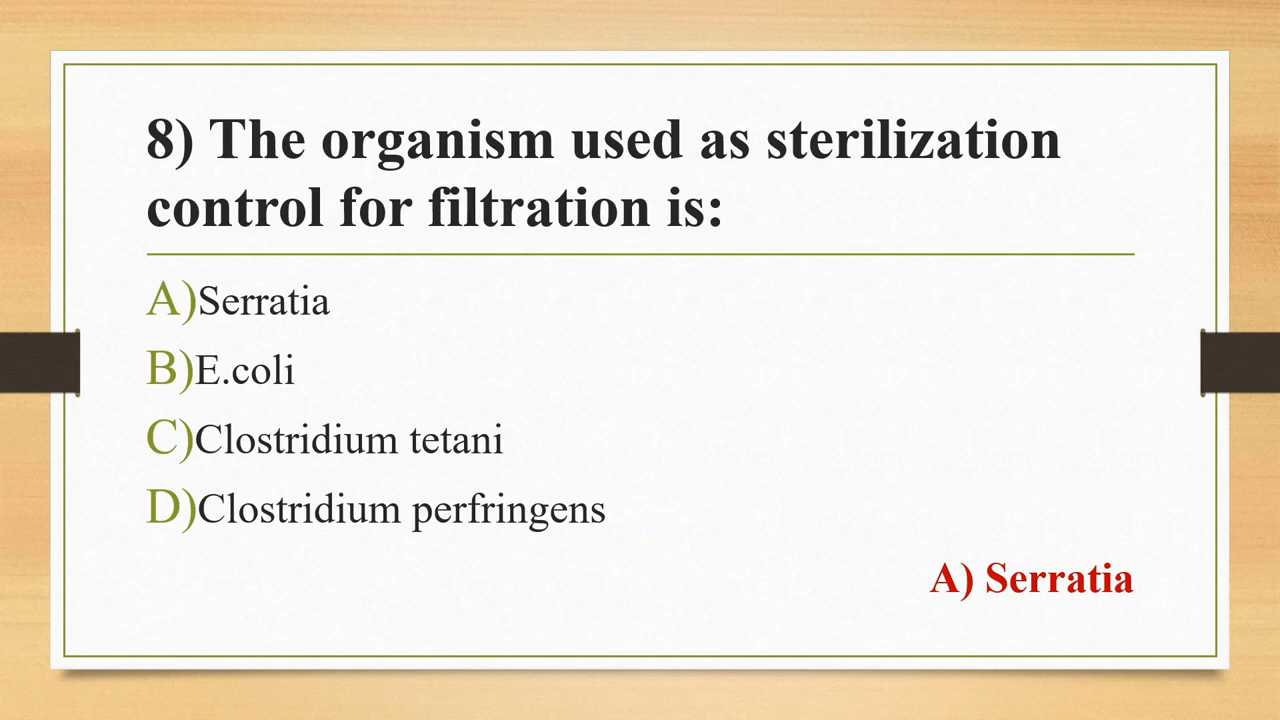 8) The organism used as sterilization
control for filtration is:
A)Serratia
B)E.coli
C)Clostridium tetani
D)Clostridium perfringens
A) Serratia